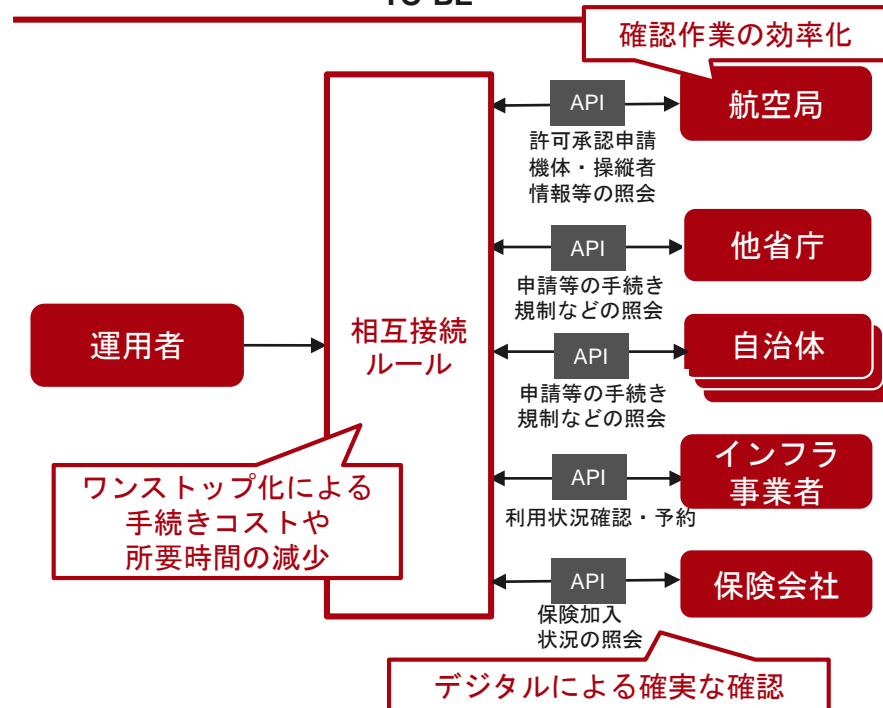 TO-BE
確認作業の効率化
API
航空局
許可承認申請
機体・操縦者
情報等の照会
API
他省庁
申請等の手続き
規制などの照会
運用者
相互接続
ルール
API
自治体
申請等の手続き
規制などの照会
ワンストップ化による
手続きコストや
所要時間の減少
API
インフラ
事業者
利用状況確認・予約
API
保険会社
保険加入
状況の照会
デジタルによる確実な確認